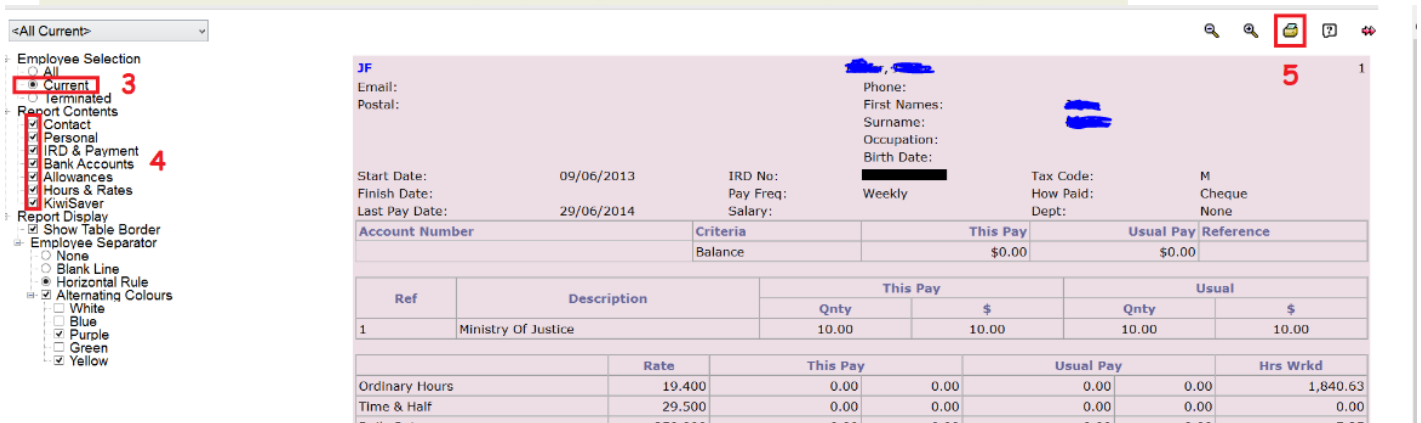 <All Current>
Employee Selection
All
Current
3
Terminated
Report Contents
Contact
Personal
IRD & Payment
Bank Accounts
4
Allowances
Hours & Rates
KiwiSaver
Report Display
Show Table Border
Employee Separator
None
Blank Line
Horizontal Rule
Alternating Colours
White
Blue
Purple
Green
Yellow
?
5
JF , 1
Email: Phone:
Postal: First Names:
Surname:
Occupation:
Birth Date:
Start Date: 09/06/2013 IRD No: Tax Code: M
Finish Date: Pay Freq: Weekly How Paid: Cheque
Last Pay Date: 29/06/2014 Salary: Dept: None
Account Number Criteria This Pay Usual Pay Reference
Balance $0.00 $0.00
Ref Description This Pay Usual
Qnty $ Qnty $
1 Ministry Of Justice 10.00 10.00 10.00 10.00
Rate This Pay Usual Pay Hrs Wrkd
Ordinary Hours 19.400 0.00 0.00 0.00 0.00 1,840.63
Time & Half 29.500 0.00 0.00 0.00 0.00 0.00